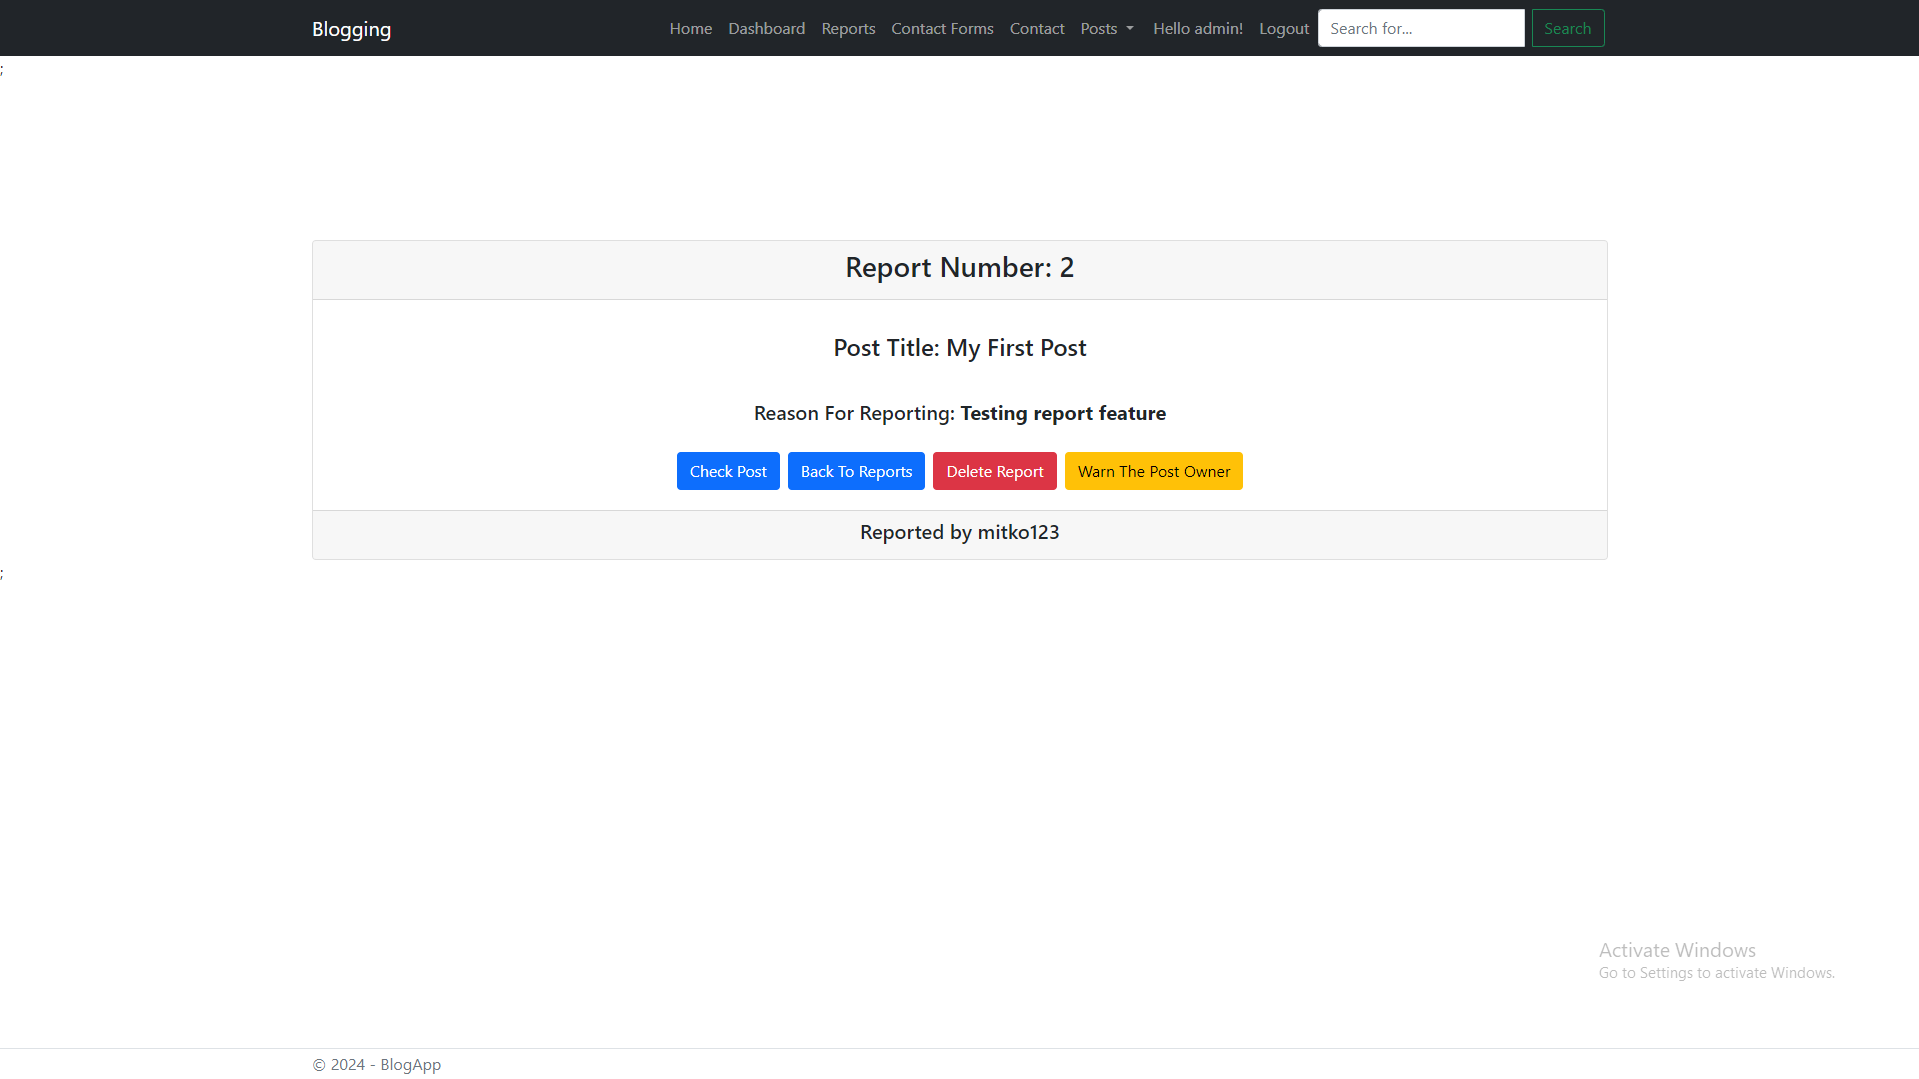 Blogging
Home Dashboard Reports Contact Forms Contact Posts Hello admin! Logout Search for... Search
;
Report Number: 2
Post Title: My First Post
Reason For Reporting: Testing report feature
Check Post Back To Reports Delete Report Warn The Post Owner
Reported by mitko123
;
Activate Windows
Go to Settings to activate Windows.
© 2024 - BlogApp